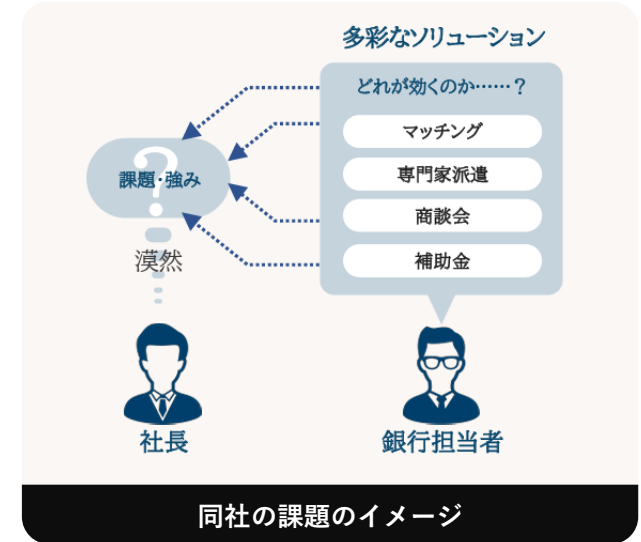 多彩なソリューション
どれが効くのか……？
マッチング
専門家派遣
商談会
補助金
?
課題・強み
漠然
社長
銀行担当者
同社の課題のイメージ